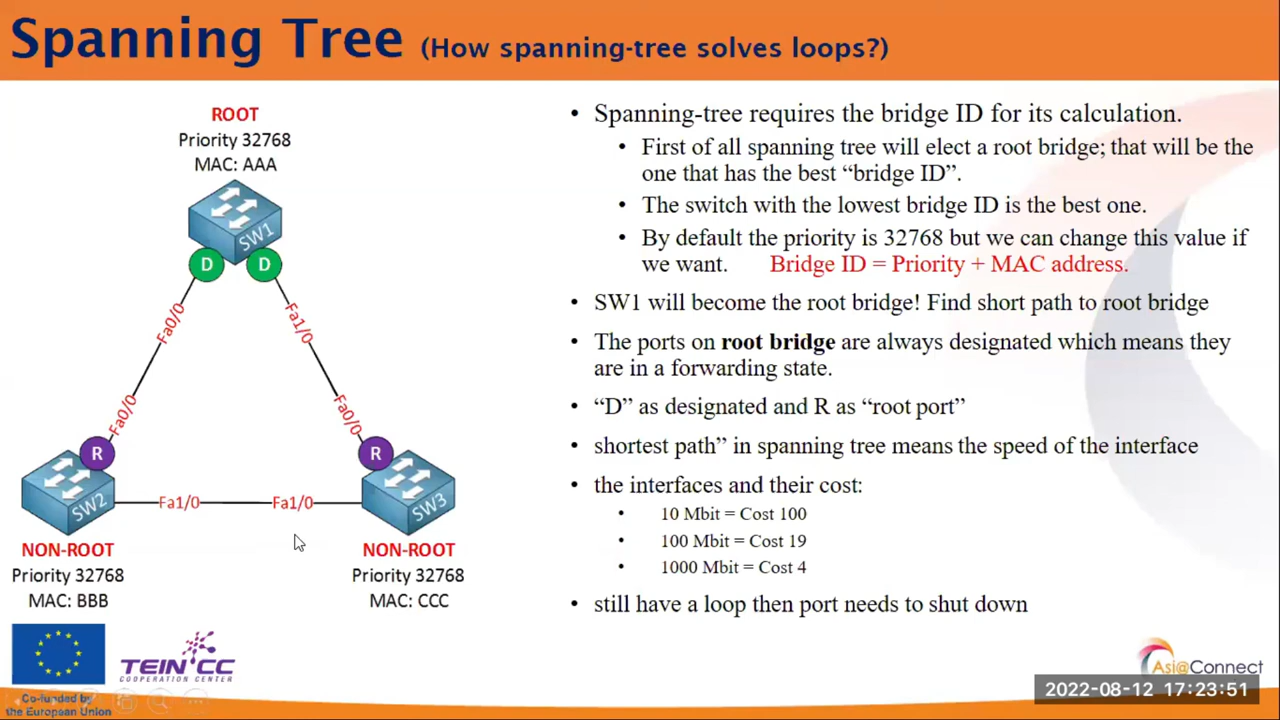 Spanning Tree (How spanning-tree solves loops?)
ROOT
Priority 32768
MAC: AAA
SW1
D
D
Fa0/0
Fa1/0
Fa0/0
Fa0/0
R
R
SW2
Fa1/0
Fa1/0
SW3
NON-ROOT
Priority 32768
MAC: BBB
NON-ROOT
Priority 32768
MAC: CCC
• Spanning-tree requires the bridge ID for its calculation.
• First of all spanning tree will elect a root bridge; that will be the
one that has the best “bridge ID”.
• The switch with the lowest bridge ID is the best one.
• By default the priority is 32768 but we can change this value if
we want. Bridge ID = Priority + MAC address.
• SW1 will become the root bridge! Find short path to root bridge
• The ports on root bridge are always designated which means they
are in a forwarding state.
• “D” as designated and R as “root port”
• shortest path” in spanning tree means the speed of the interface
• the interfaces and their cost:
• 10 Mbit = Cost 100
• 100 Mbit = Cost 19
• 1000 Mbit = Cost 4
• still have a loop then port needs to shut down
TEIN*CC
COOPERATION CENTER
Co-funded by
the European Union
Asi@Connect
2022-08-12 17:23:51